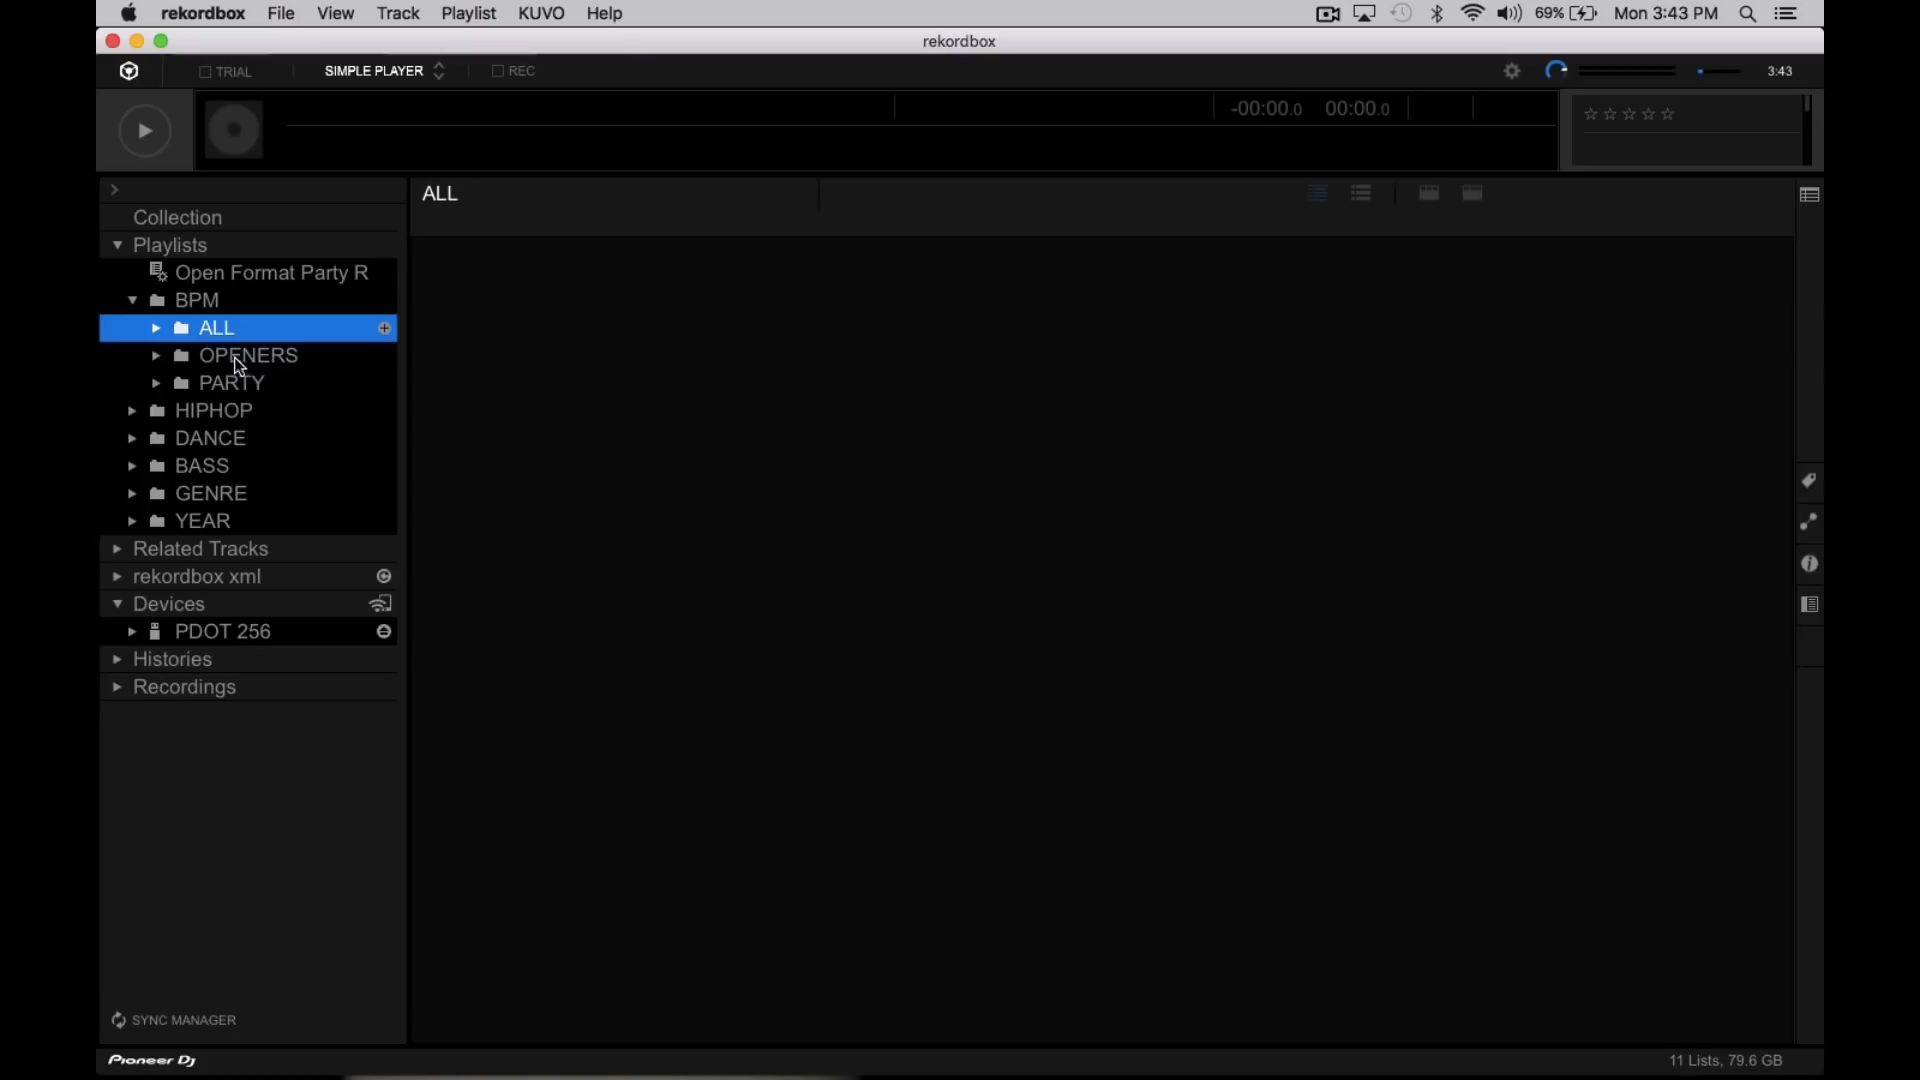 rekordbox File View Track Playlist KUVO Help 69% Mon 3:43 PM
rekordbox
TRIAL SIMPLE PLAYER REC 3:43
-00:00.0 00:00.0
ALL
Collection
Playlists
Open Format Party R
BPM
ALL
OPENERS
PARTY
HIPHOP
DANCE
BASS
GENRE
YEAR
Related Tracks
rekordbox xml
Devices
PDOT 256
Histories
Recordings
SYNC MANAGER
Pioneer Dj 11 Lists, 79.6 GB